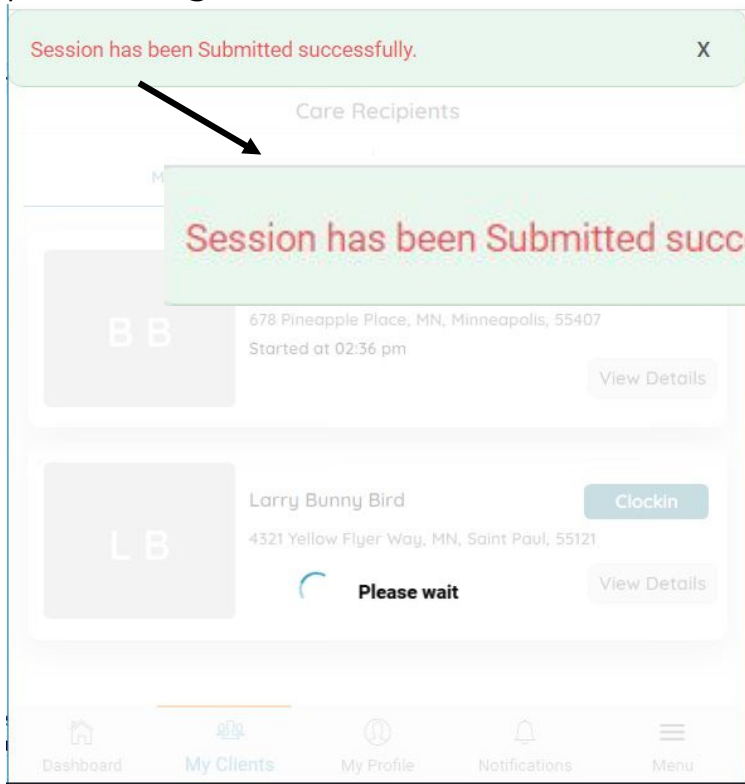 Session has been Submitted successfully. X
Care Recipients
M
Session has been Submitted succ
B B
678 Pineapple Place, MN, Minneapolis, 55407
Started at 02:36 pm
View Details
Larry Bunny Bird
Clockin
L B
4321 Yellow Flyer Way, MN, Saint Paul, 55121
Please wait
View Details
Dashboard My Clients My Profile Notifications Menu